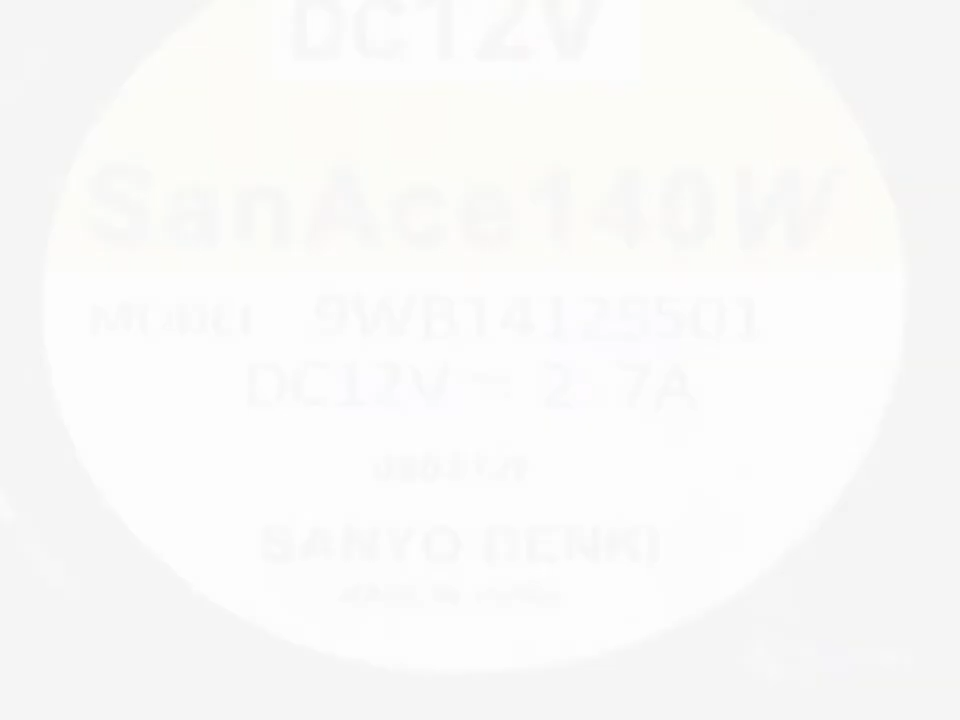 DC12V
SanAce140W
MODEL 9WB1412S501
DC12V ⎓ 2.7A
SANYO DENKI